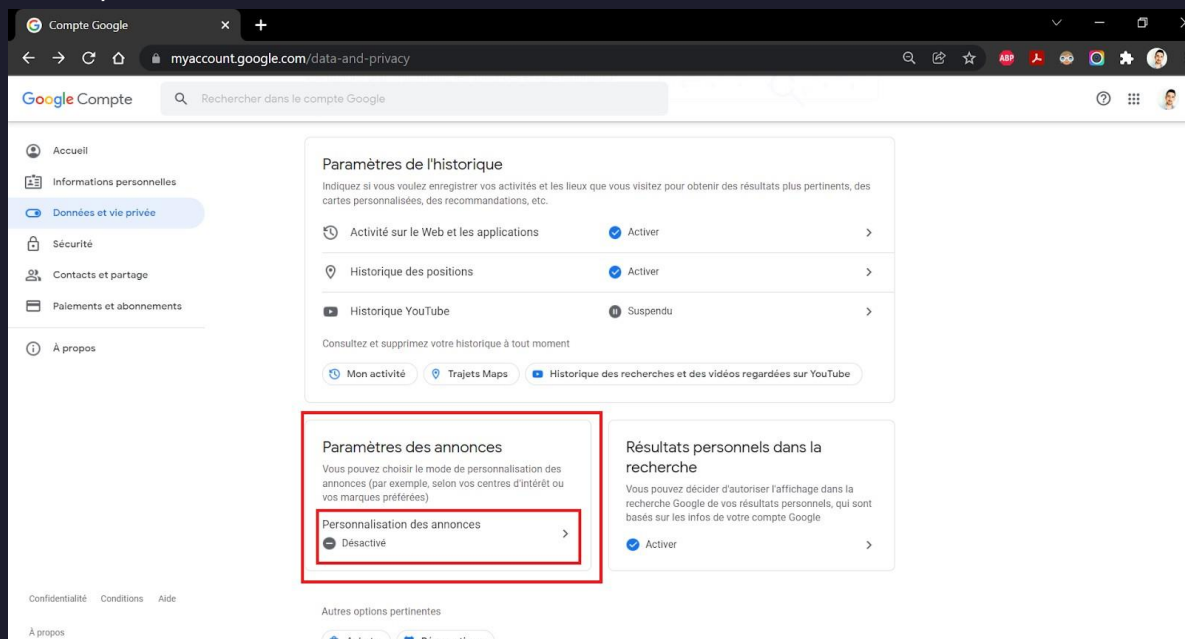 Compte Google
myaccount.google.com/data-and-privacy
ABP
Google Compte
Rechercher dans le compte Google
Accueil
Informations personnelles
Données et vie privée
Sécurité
Contacts et partage
Paiements et abonnements
À propos
Paramètres de l'historique
Indiquez si vous voulez enregistrer vos activités et les lieux que vous visitez pour obtenir des résultats plus pertinents, des
cartes personnalisées, des recommandations, etc.
Activité sur le Web et les applications Activer
Historique des positions Activer
Historique YouTube Suspendu
Consultez et supprimez votre historique à tout moment
Mon activité Trajets Maps Historique des recherches et des vidéos regardées sur YouTube
Paramètres des annonces
Vous pouvez choisir le mode de personnalisation des
annonces (par exemple, selon vos centres d'intérêt ou
vos marques préférées)
Personnalisation des annonces
Désactivé
Résultats personnels dans la
recherche
Vous pouvez décider d'autoriser l'affichage dans la
recherche Google de vos résultats personnels, qui sont
basés sur les infos de votre compte Google
Activer
Autres options pertinentes
Confidentialité Conditions Aide
À propos